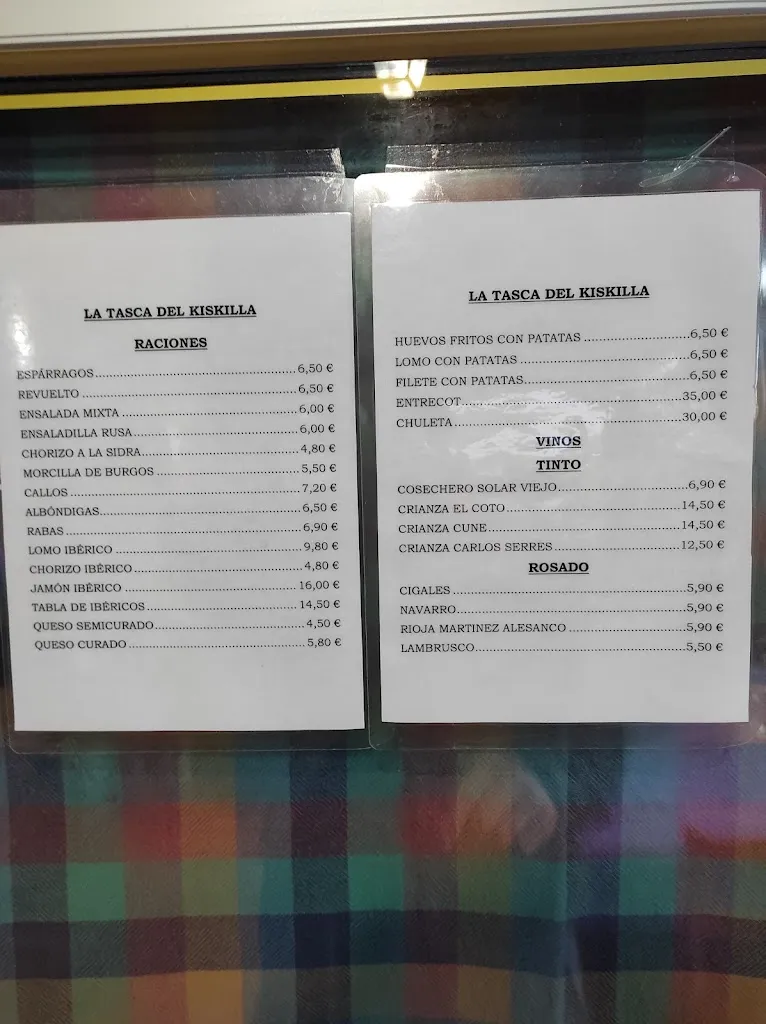 LA TASCA DEL KISKILLA
RACIONES
ESPÁRRAGOS..........6,50 €
REVUELTO..........6,50 €
ENSALADA MIXTA..........6,00 €
ENSALADILLA RUSA..........6,00 €
CHORIZO A LA SIDRA..........4,80 €
MORCILLA DE BURGOS..........5,50 €
CALLOS..........7,20 €
ALBÓNDIGAS..........6,50 €
RABAS..........6,90 €
LOMO IBÉRICO..........9,80 €
CHORIZO IBÉRICO..........4,80 €
JAMÓN IBÉRICO..........16,00 €
TABLA DE IBÉRICOS..........14,50 €
QUESO SEMICURADO..........4,50 €
QUESO CURADO..........5,80 €
LA TASCA DEL KISKILLA
HUEVOS FRITOS CON PATATAS..........6,50 €
LOMO CON PATATAS..........6,50 €
FILETE CON PATATAS..........6,50 €
ENTRECOT..........35,00 €
CHULETA..........30,00 €
VINOS
TINTO
COSECHERO SOLAR VIEJO..........6,90 €
CRIANZA EL COTO..........14,50 €
CRIANZA CUNE..........14,50 €
CRIANZA CARLOS SERRES..........12,50 €
ROSADO
CIGALES..........5,90 €
NAVARRO..........5,90 €
RIOJA MARTINEZ ALESANCO..........5,90 €
LAMBRUSCO..........5,50 €